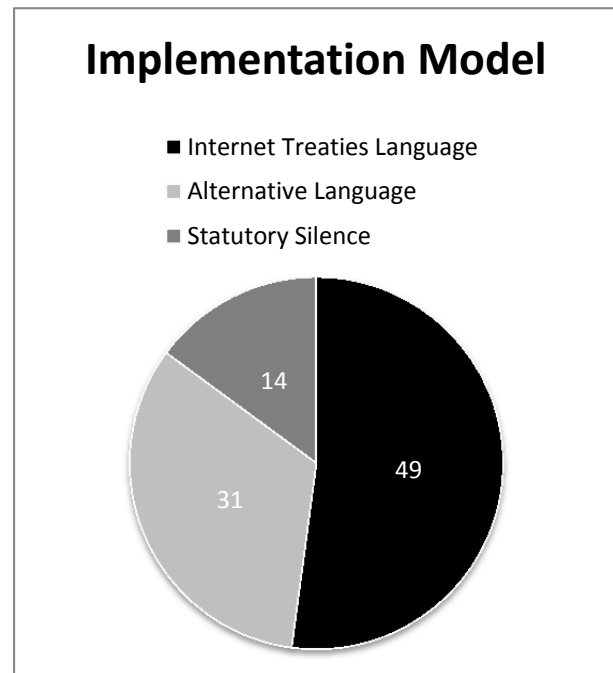 Implementation Model
Internet Treaties Language
Alternative Language
Statutory Silence
14
49
31